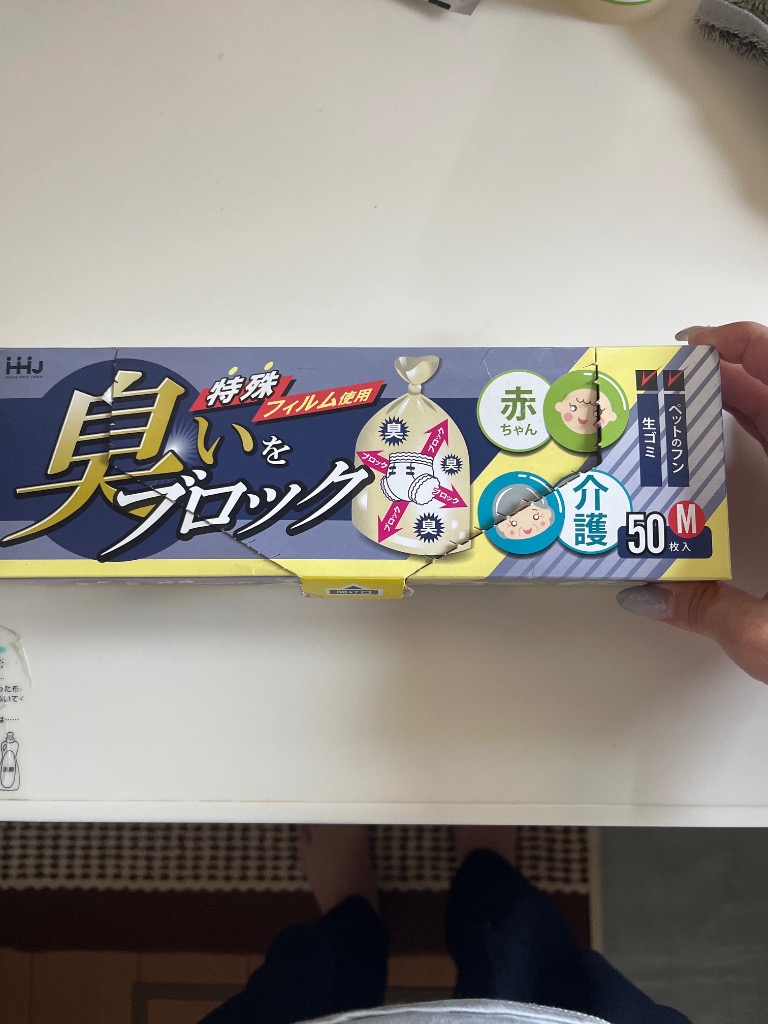 HHJ
特殊
フィルム使用
臭いを
ブロック
臭
ブロック
ブロック
臭
ブロック
ブロック
臭
赤
ちゃん
介護
ペットのフン
生ゴミ
M
50
枚入